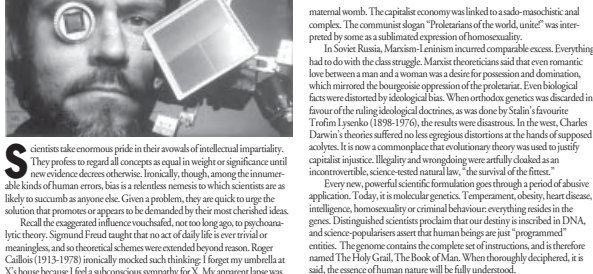 Scientists take enormous pride in their avowals of intellectual impartiality.
They profess to regard all concepts as equal in weight or significance until
new evidence decrees otherwise. Ironically, though, among the innumer-
able kinds of human errors, bias is a relentless nemesis to which scientists are as
likely to succumb as anyone else. Given a problem, they are quick to urge the
solution that promotes or appears to be demanded by their most cherished ideas.
Recall the exaggerated influence vouchsafed, not too long ago, to psychoana-
lytic theory. Sigmund Freud taught that no act of daily life is ever trivial or
meaningless, and so theoretical schemes were extended beyond reason. Roger
Caillois (1913-1978) ironically mocked such thinking: I forget my umbrella at
X's house because I feel a subconscious sympathy for X. My apparent lapse was
maternal womb. The capitalist economy was linked to a sado-masochistic anal
complex. The communist slogan "Proletarians of the world, unite!" was inter-
preted by some as a sublimated expression of homosexuality.
In Soviet Russia, Marxism-Leninism incurred comparable excess. Everything
had to do with the class struggle. Marxist theoreticians said that even romantic
love between a man and a woman was a desire for possession and domination,
which mirrored the bourgeoisie oppression of the proletariat. Even biological
facts were distorted by ideological bias. When orthodox genetics was discarded in
favour of the ruling ideological doctrines, as was done by Stalin's favourite
Trofim Lysenko (1898-1976), the results were disastrous. In the west, Charles
Darwin's theories suffered no less egregious distortions at the hands of supposed
acolytes. It is now a commonplace that evolutionary theory was used to justify
capitalist injustice. Illegality and wrongdoing were artfully cloaked as an
incontrovertible, science-tested natural law, "the survival of the fittest."
Every new, powerful scientific formulation goes through a period of abusive
application. Today, it is molecular genetics. Temperament, obesity, heart disease,
intelligence, homosexuality or criminal behaviour: everything resides in the
genes. Distinguished scientists proclaim that our destiny is inscribed in DNA,
and science-popularisers assert that human beings are just "programmed"
entities. The genome contains the complete set of instructions, and is therefore
named The Holy Grail, The Book of Man. When thoroughly deciphered, it is
said, the essence of human nature will be fully understood.